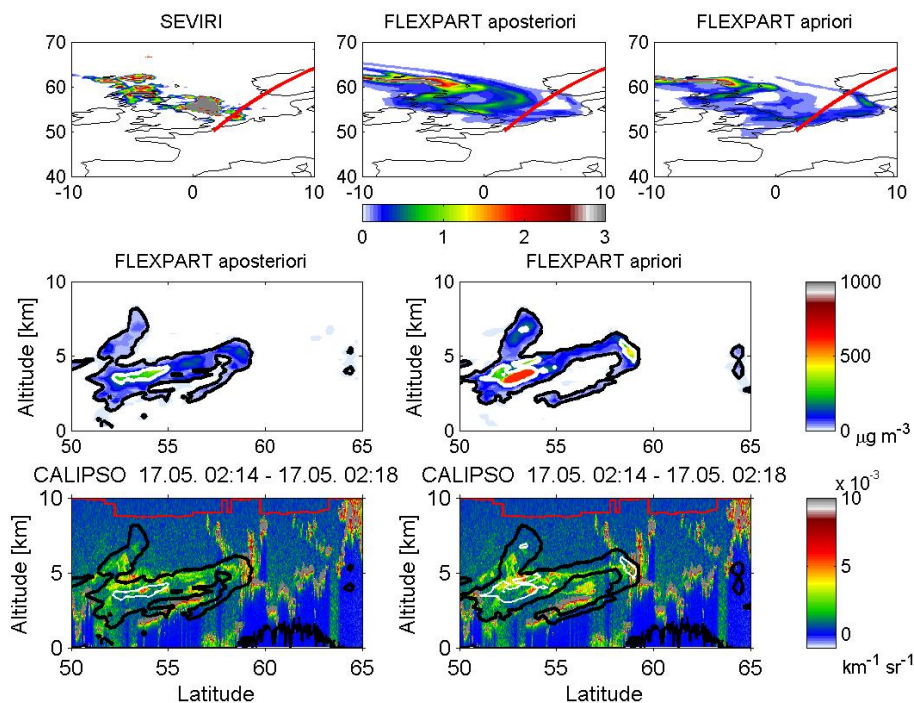 SEVIRI FLEXPART aposteriori FLEXPART apriori
70 70 70
60 60 60
50 50 50
40 40 40
-10 0 10 -10 0 10 -10 0 10
0 1 2 3
FLEXPART aposteriori FLEXPART apriori
10 10 1000
Altitude [km] 5 Altitude [km] 5 500
0 0 0
50 55 60 65 50 55 60 65 μg m-3
CALIPSO 17.05. 02:14 - 17.05. 02:18 CALIPSO 17.05. 02:14 - 17.05. 02:18 x 10-3
10 10 10
Altitude [km] 5 Altitude [km] 5 5
0 0 0
50 55 60 65 50 55 60 65 km-1 sr-1
Latitude Latitude